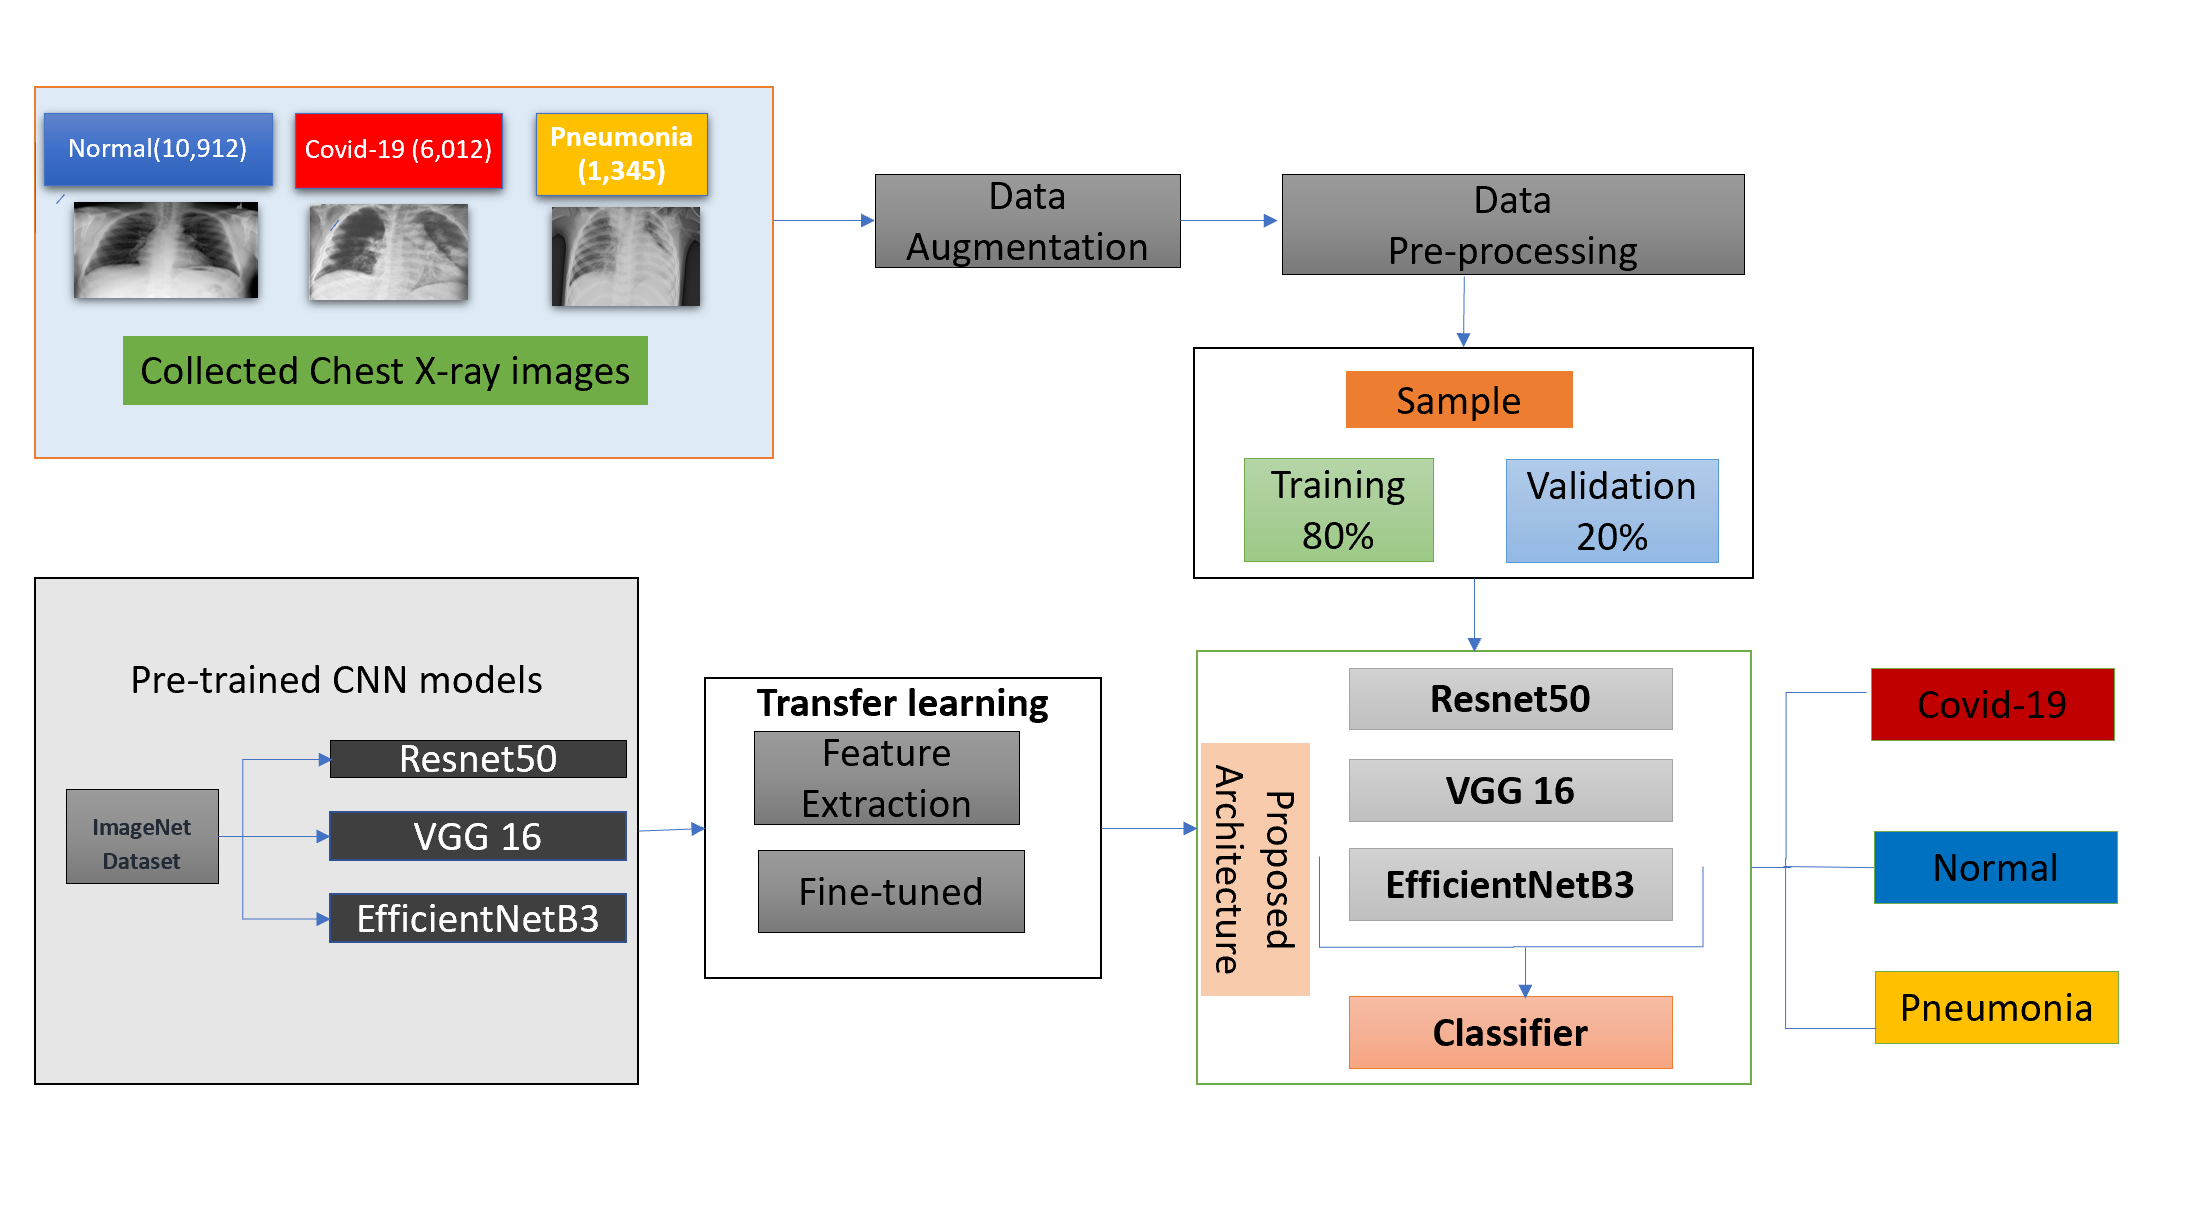 Normal(10,912)
Covid-19 (6,012)
Pneumonia
(1,345)
Collected Chest X-ray images
Data
Augmentation
Data
Pre-processing
Sample
Training
80%
Validation
20%
Pre-trained CNN models
ImageNet
Dataset
Resnet50
VGG 16
EfficientNetB3
Transfer learning
Feature
Extraction
Fine-tuned
Proposed
Architecture
Resnet50
VGG 16
EfficientNetB3
Classifier
Covid-19
Normal
Pneumonia